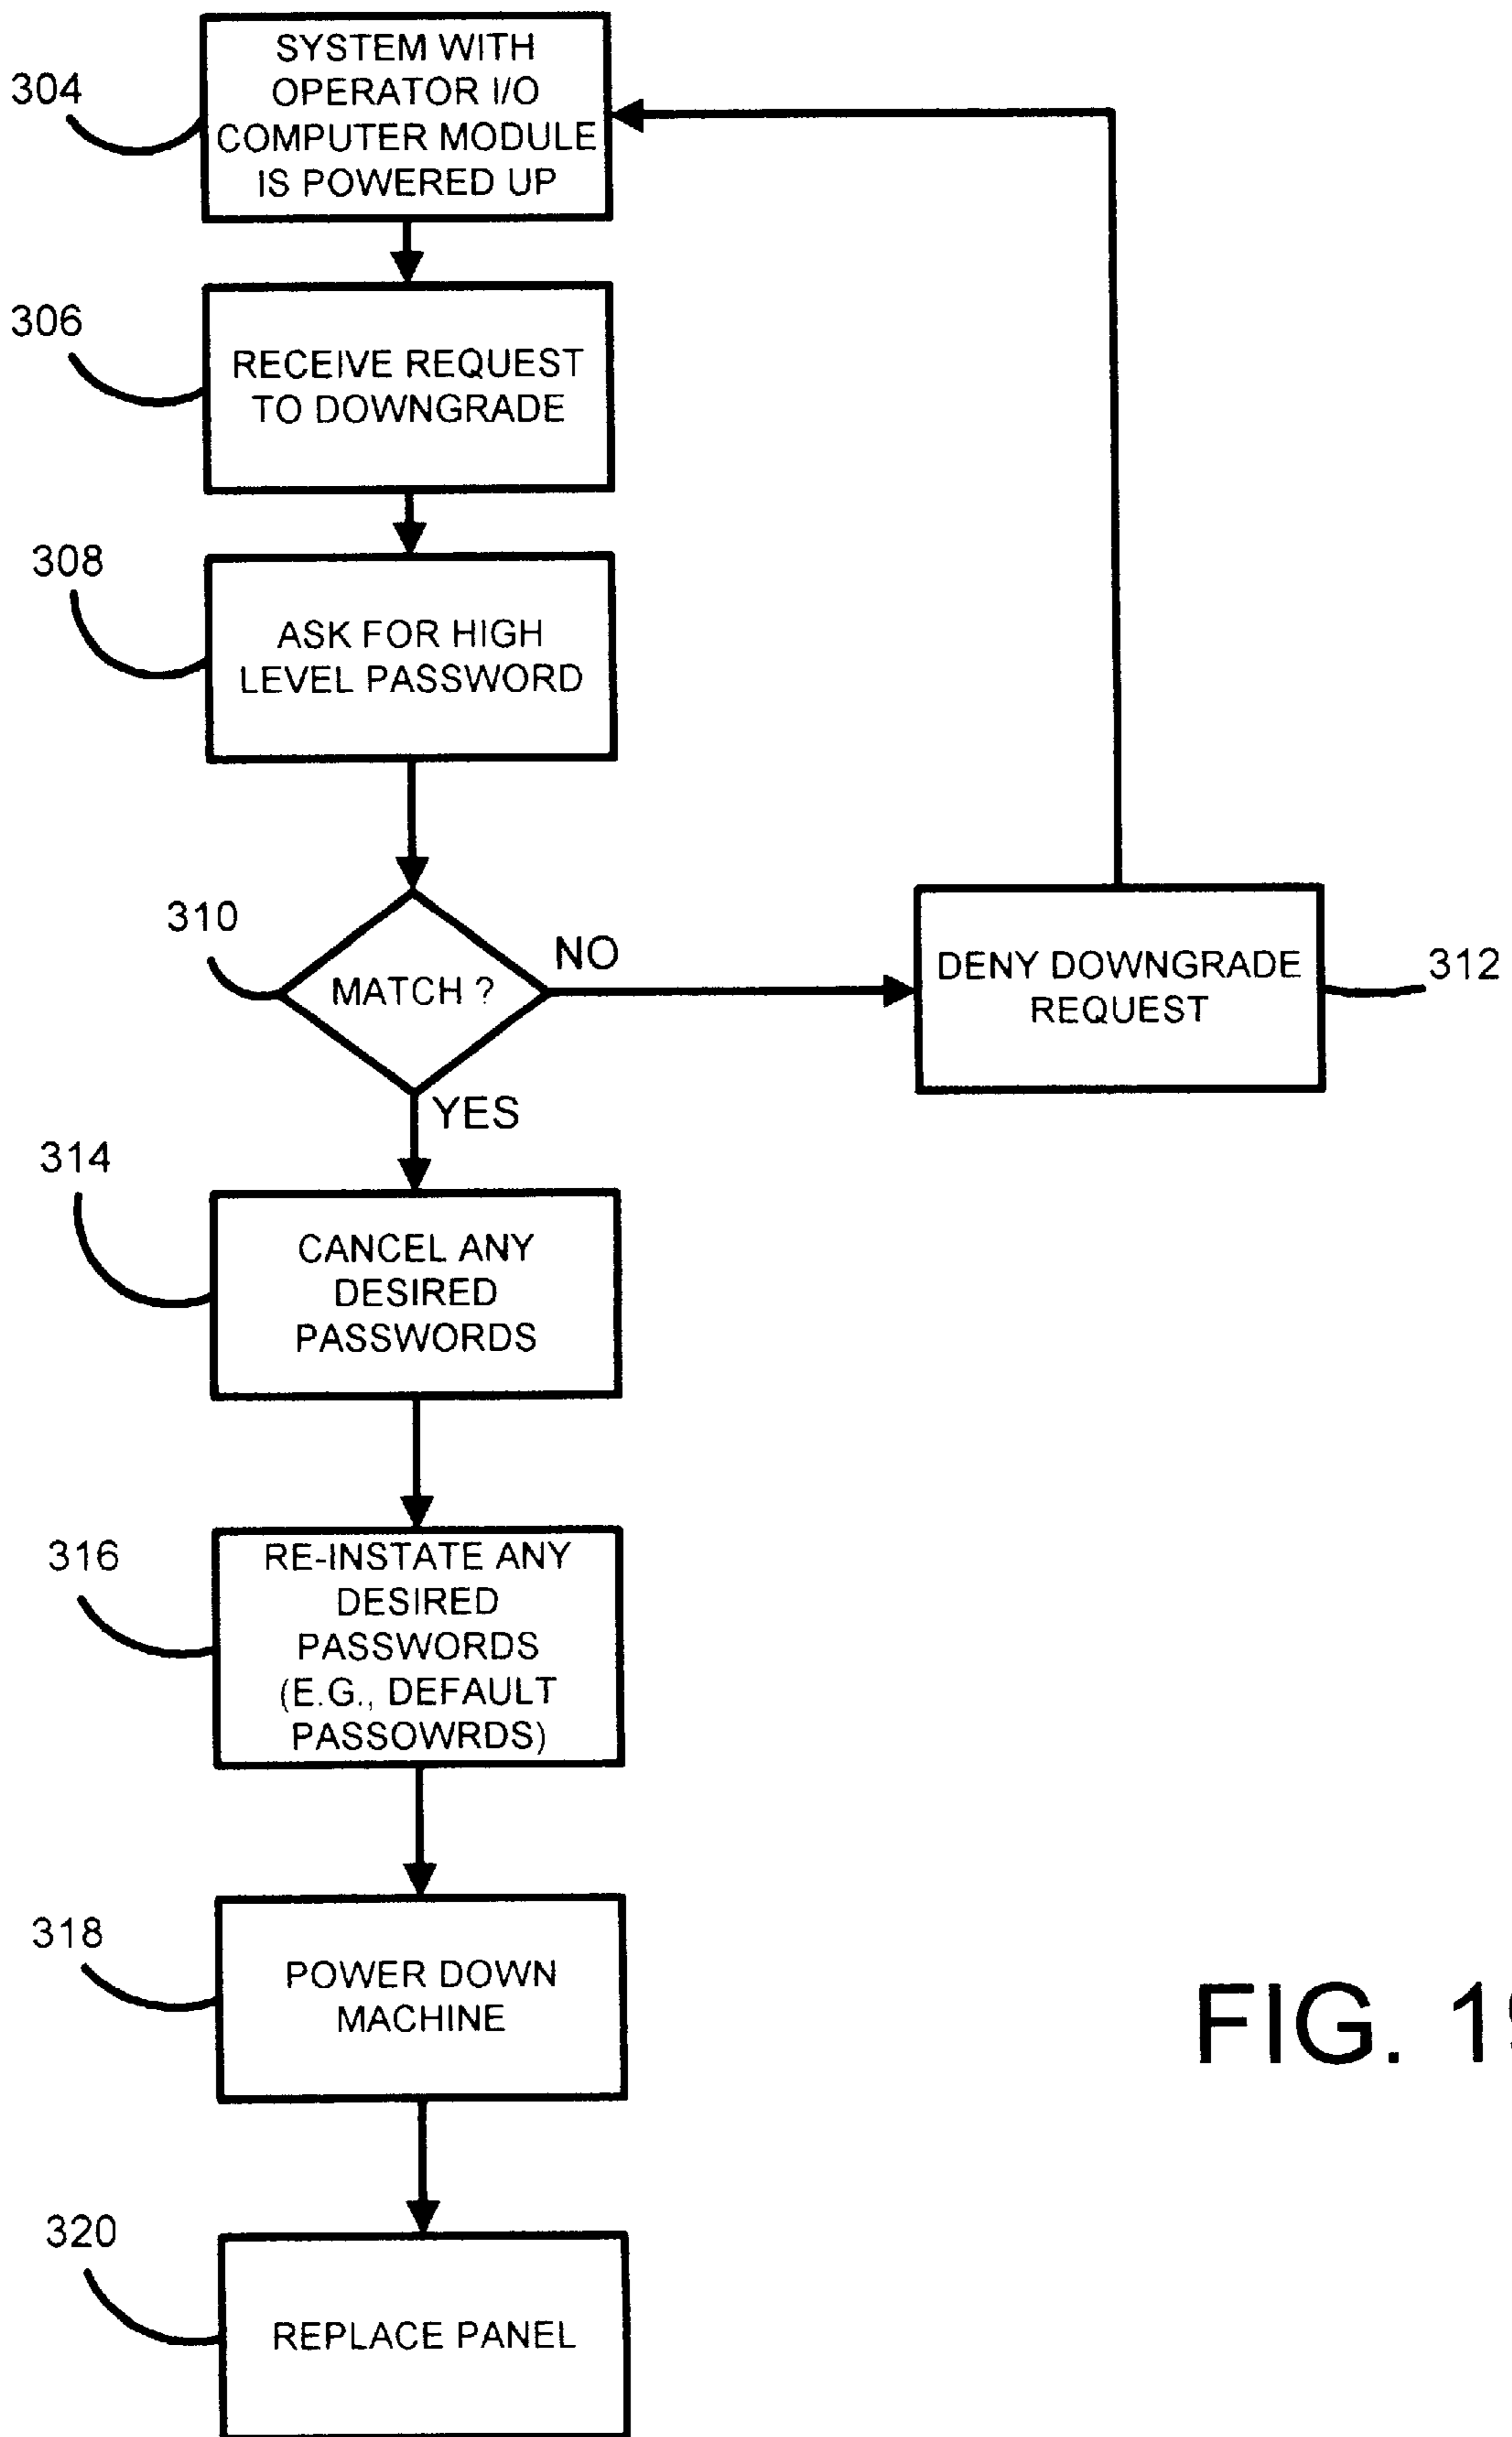 304
SYSTEM WITH
OPERATOR I/O
COMPUTER MODULE
IS POWERED UP
306
RECEIVE REQUEST
TO DOWNGRADE
308
ASK FOR HIGH
LEVEL PASSWORD
310
MATCH ?
NO
DENY DOWNGRADE
REQUEST
312
YES
314
CANCEL ANY
DESIRED
PASSWORDS
316
RE-INSTATE ANY
DESIRED
PASSWORDS
(E.G., DEFAULT
PASSOWRDS)
318
POWER DOWN
MACHINE
FIG. 19
320
REPLACE PANEL